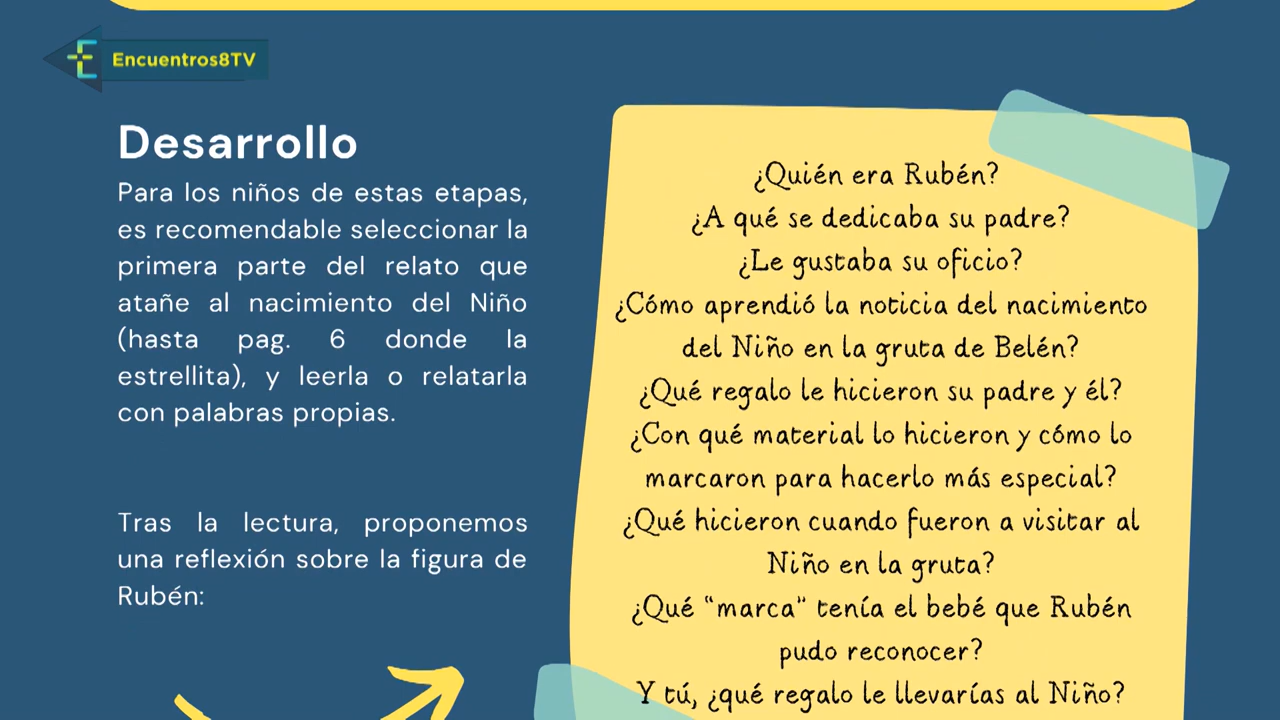 Encuentros8TV
Desarrollo
Para los niños de estas etapas,
es recomendable seleccionar la
primera parte del relato que
atañe al nacimiento del Niño
(hasta pag. 6 donde la
estrellita), y leerla o relatarla
con palabras propias.
Tras la lectura, proponemos
una reflexión sobre la figura de
Rubén:
¿Quién era Rubén?
¿A qué se dedicaba su padre?
¿Le gustaba su oficio?
¿Cómo aprendió la noticia del nacimiento
del Niño en la gruta de Belén?
¿Qué regalo le hicieron su padre y él?
¿Con qué material lo hicieron y cómo lo
marcaron para hacerlo más especial?
¿Qué hicieron cuando fueron a visitar al
Niño en la gruta?
¿Qué “marca” tenía el bebé que Rubén
pudo reconocer?
Y tú, ¿qué regalo le llevarías al Niño?